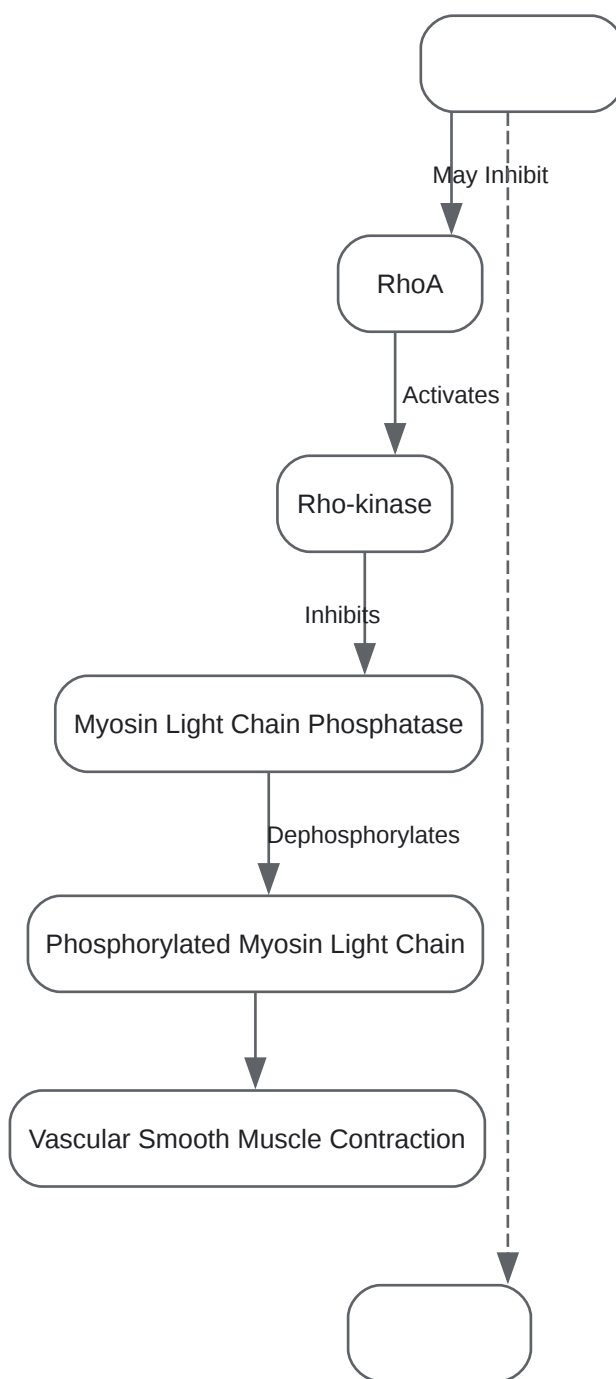 May Inhibit
RhoA
Activates
Rho-kinase
Inhibits
Myosin Light Chain Phosphatase
Dephosphorylates
Phosphorylated Myosin Light Chain
Vascular Smooth Muscle Contraction